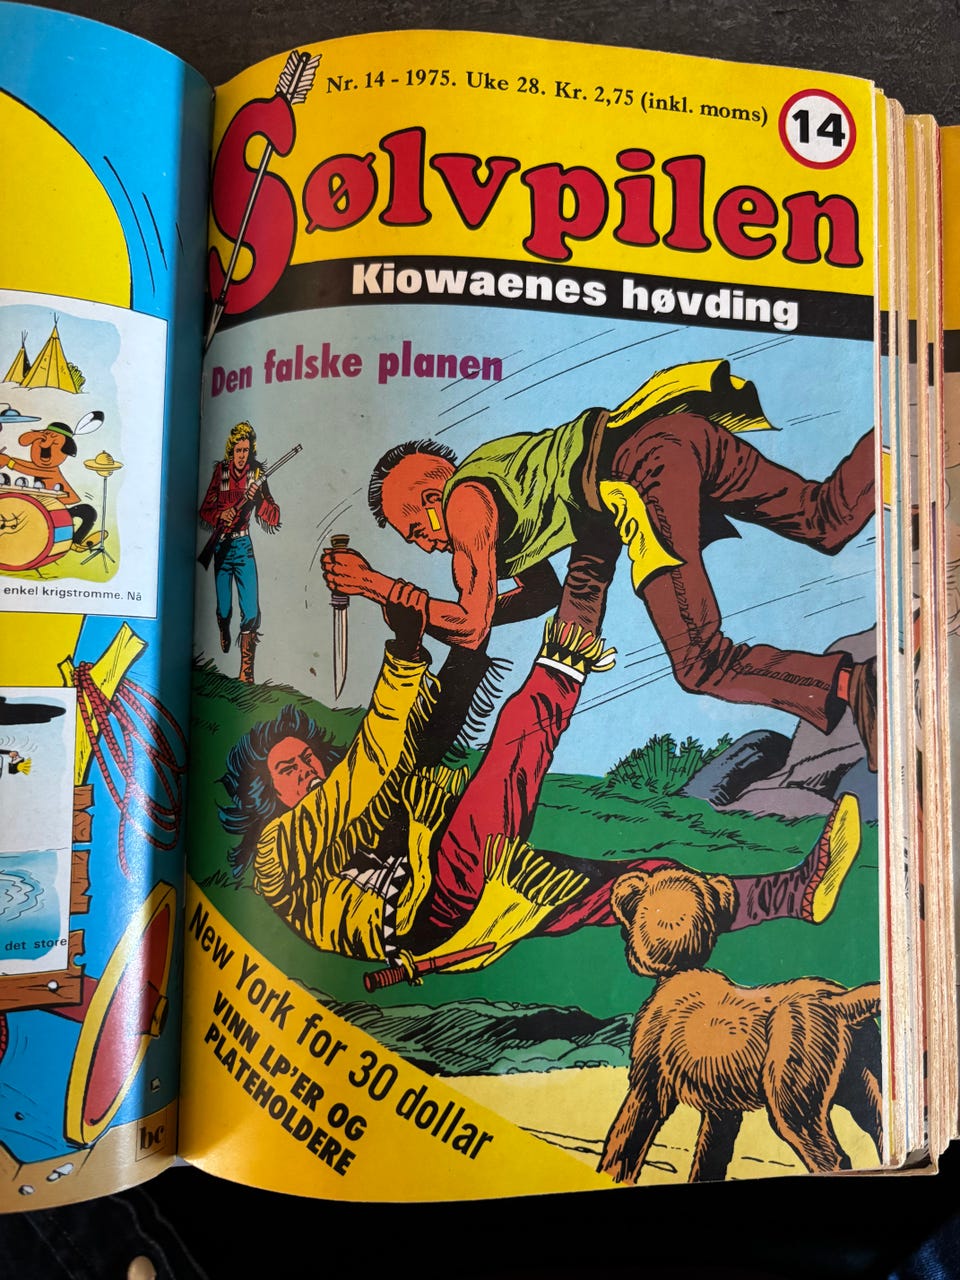 enkel krigstromme. Nå
det store
bc
Nr. 14 - 1975. Uke 28. Kr. 2,75 (inkl. moms)
14
Sølvpilen
Kiowaenes høvding
Den falske planen
New York for 30 dollar
VINN LP'ER OG
PLATEHOLDERE